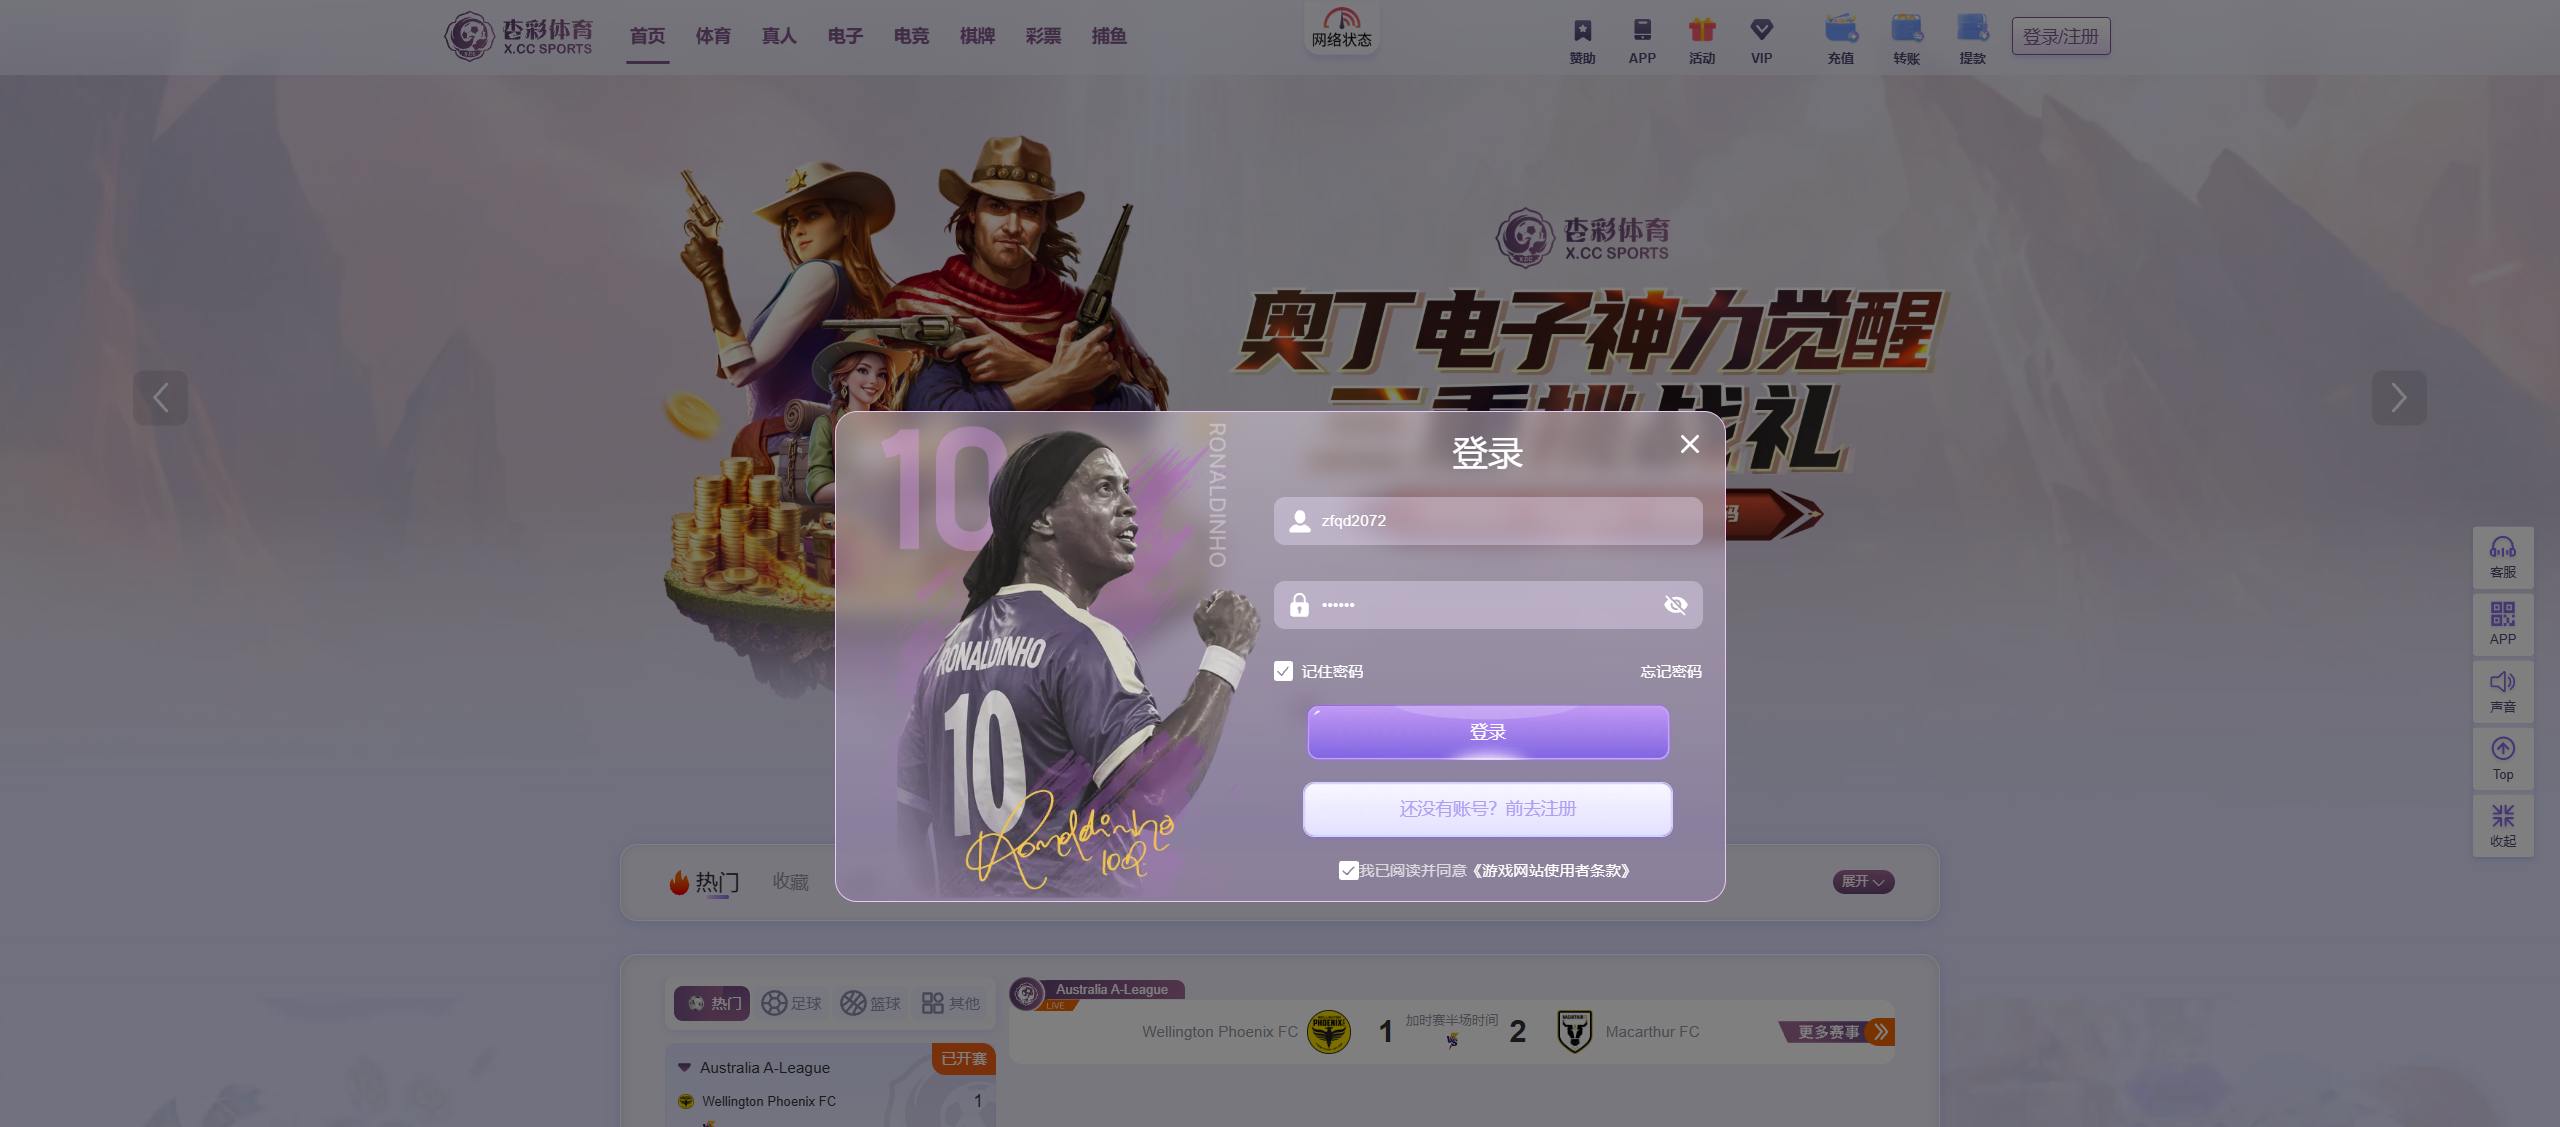 杏彩体育
X.CC SPORTS
首页
体育
真人
电子
电竞
棋牌
彩票
捕鱼
网络状态
赞助
APP
活动
VIP
充值
转账
提款
登录/注册
杏彩体育
X.CC SPORTS
奥丁电子神力觉醒
战礼
码
10
RONALDINHO
RONALDINHO
10
Ronaldinho
登录
zfqd2072
••••••
记住密码
忘记密码
登录
还没有账号? 前去注册
我已阅读并同意《游戏网站使用者条款》
客服
APP
声音
Top
收起
热门
收藏
展开
热门
足球
篮球
其他
Australia A-League
LIVE
Wellington Phoenix FC
1
加时赛半场时间
VS
2
Macarthur FC
更多赛事
已开赛
Australia A-League
Wellington Phoenix FC
1